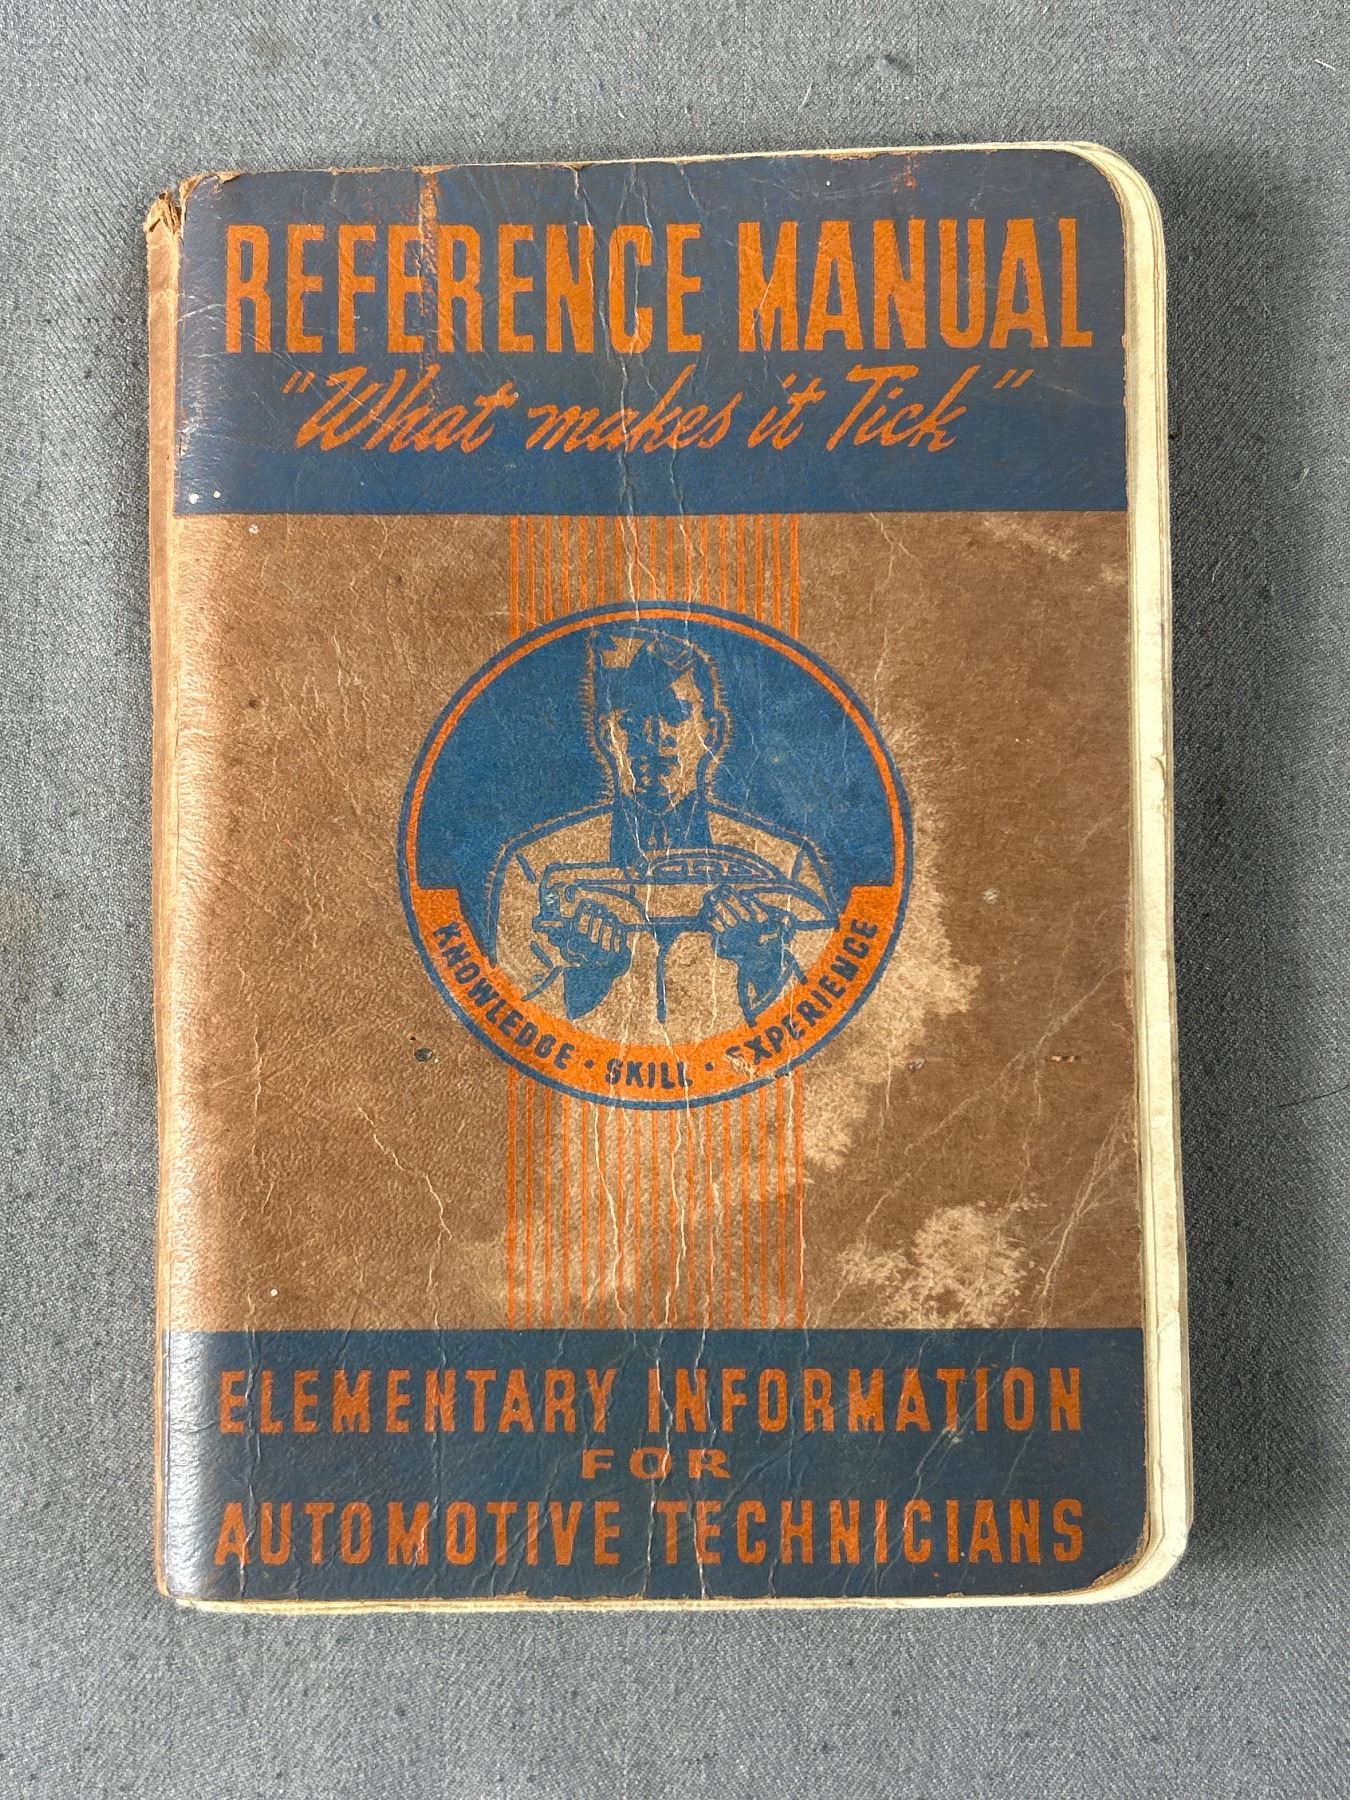 REFERENCE MANUAL
"What makes it Tick"
KNOWLEDGE • SKILL • EXPERIENCE
ELEMENTARY INFORMATION
FOR
AUTOMOTIVE TECHNICIANS